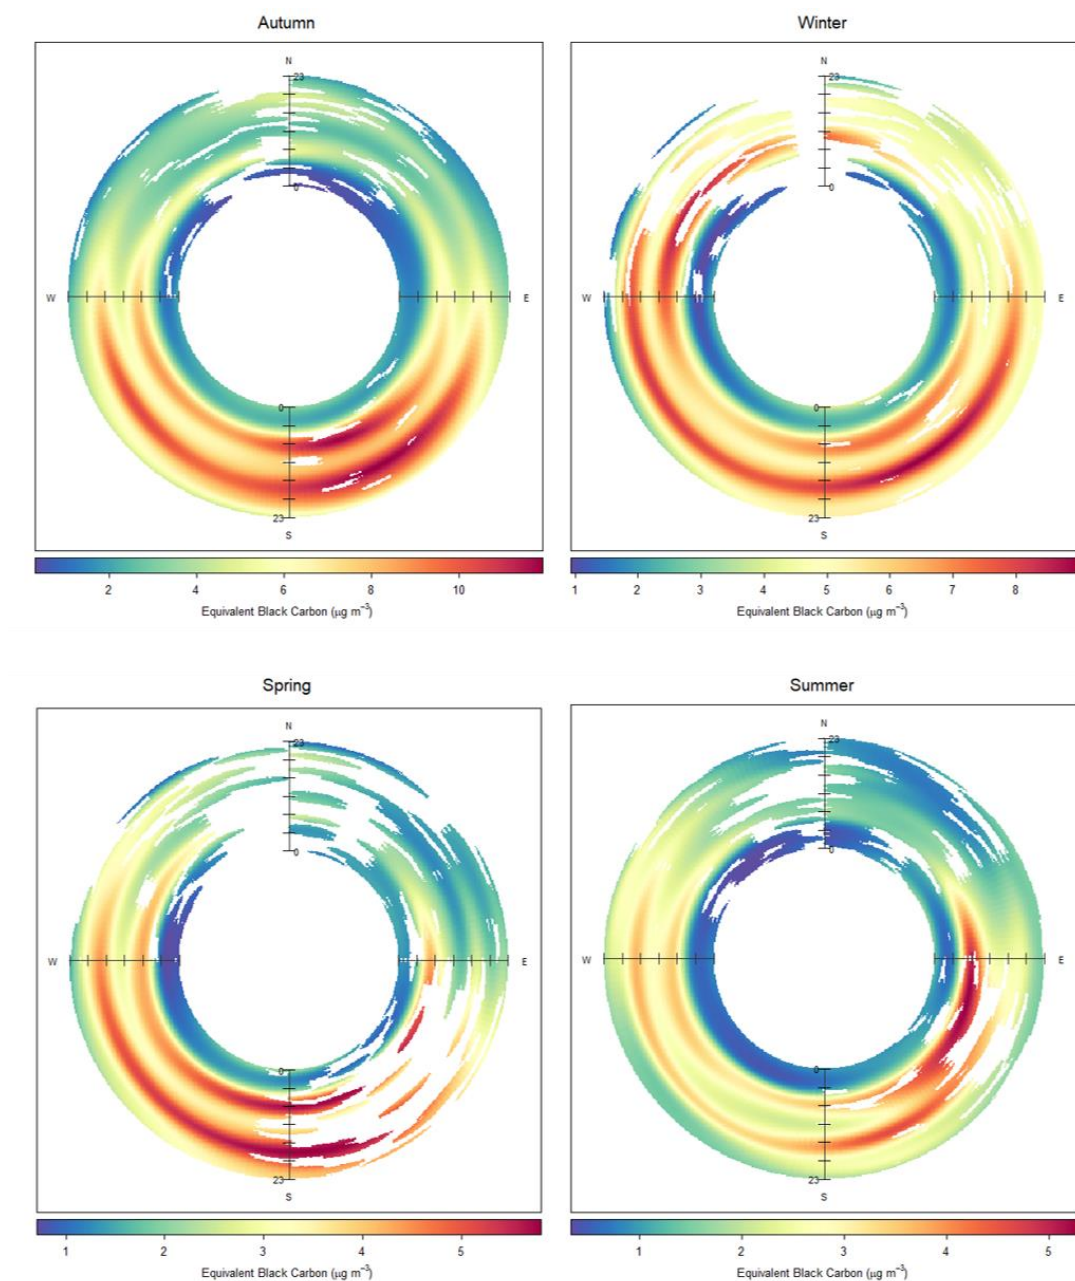 Autumn
N
23
0
W
E
0
23
S
2 4 6 8 10
Equivalent Black Carbon (μg m⁻³)
Winter
N
23
0
W
E
0
23
S
1 2 3 4 5 6 7 8
Equivalent Black Carbon (μg m⁻³)
Spring
N
23
0
W
E
0
23
S
1 2 3 4 5
Equivalent Black Carbon (μg m⁻³)
Summer
N
23
0
W
E
0
23
S
1 2 3 4 5
Equivalent Black Carbon (μg m⁻³)